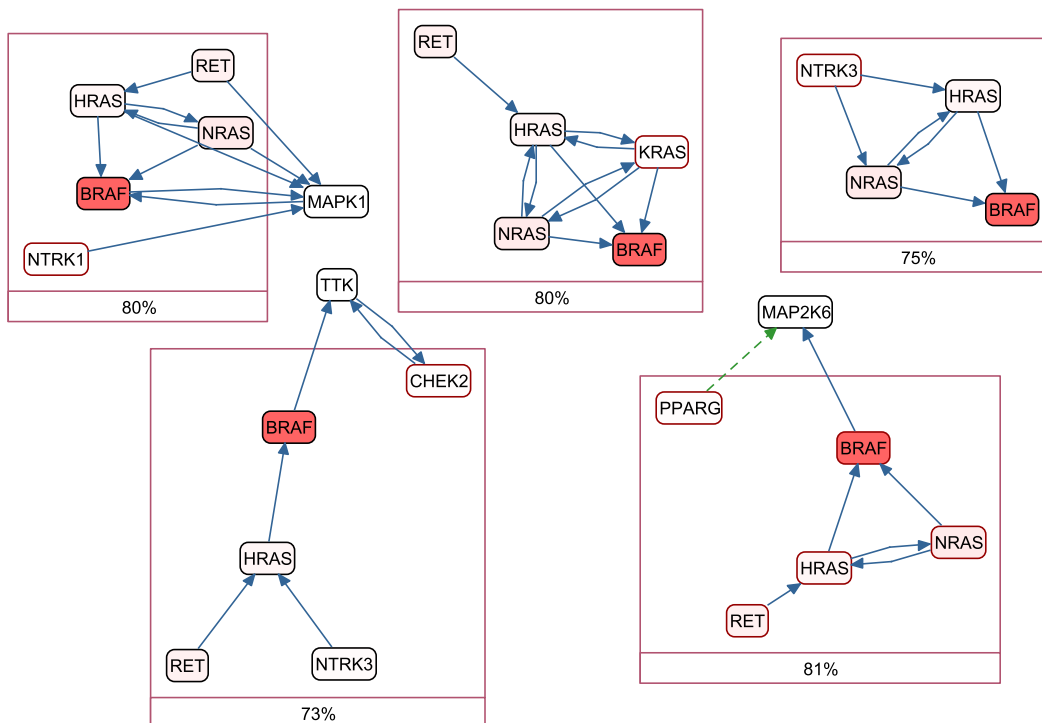 RET
HRAS
NRAS
BRAF
MAPK1
NTRK1
80%
RET
HRAS
KRAS
NRAS
BRAF
80%
NTRK3
HRAS
NRAS
BRAF
75%
TTK
CHEK2
BRAF
HRAS
RET
NTRK3
73%
MAP2K6
PPARG
BRAF
NRAS
HRAS
RET
81%